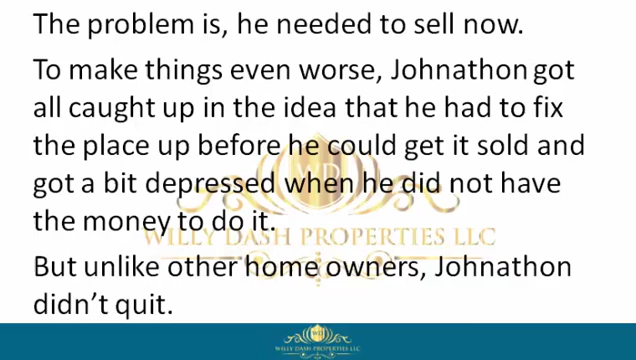 The problem is, he needed to sell now.
To make things even worse, Johnathon got
all caught up in the idea that he had to fix
the place up before he could get it sold and
got a bit depressed when he did not have
the money to do it.
WILLY DASH PROPERTIES LLC
But unlike other home owners, Johnathon
didn’t quit.
WILLY DASH PROPERTIES LLC